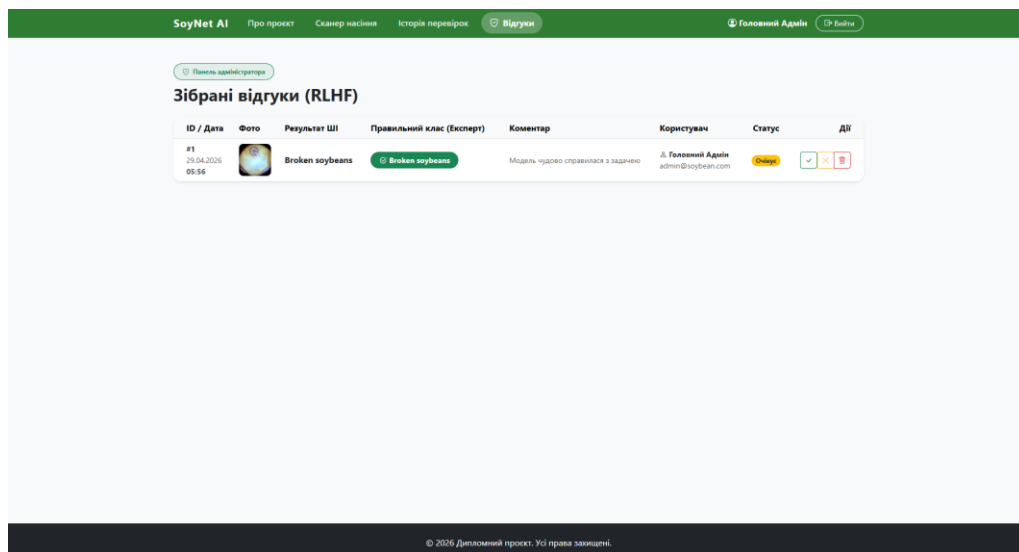 SoyNet AI Про проєкт Сканер насіння Історія перевірок Відгуки Головний Адмін Вийти
Панель адміністратора
Зібрані відгуки (RLHF)
ID / Дата Фото Результат ШІ Правильний клас (Експерт) Коментар Користувач Статус Дії
#1
29.04.2026
05:56
Broken soybeans Broken soybeans Модель чудово справилася з задачею
Головний Адмін
admin@soybean.com
Очікує
© 2026 Дипломний проєкт. Усі права захищені.